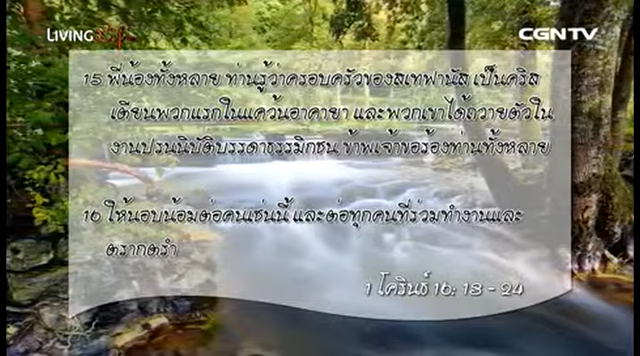 LIVING Life
CGNTV
15 พี่น้องทั้งหลาย ท่านรู้ว่าครอบครัวของสเทฟานัส เป็นคริส
เตียนพวกแรกในแคว้นอาคายา และพวกเขาได้ถวายตัวใน
งานปรนนิบัติบรรดาธรรมิกชน ข้าพเจ้าขอร้องท่านทั้งหลาย
16 ให้นอบน้อมต่อคนเช่นนี้ และต่อทุกคนที่ร่วมทำงานและ
ตรากตรำ
1 โครินธ์ 16: 13 - 24